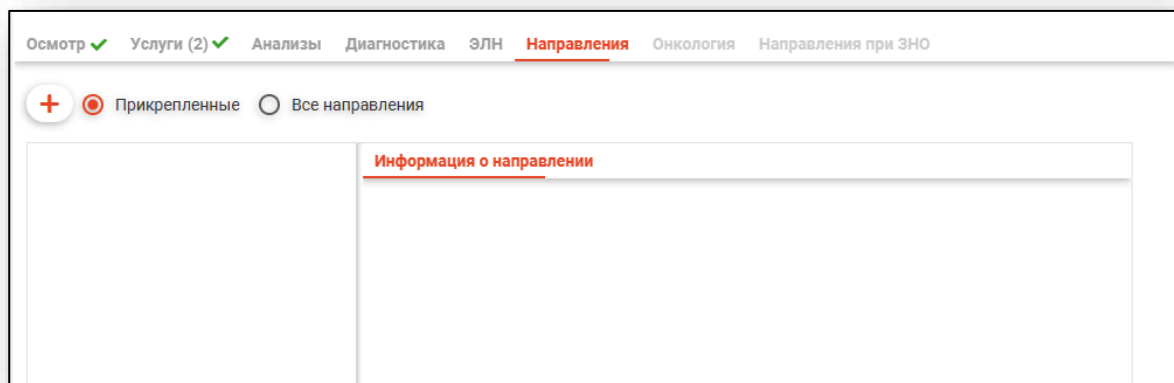 Осмотр Услуги (2) Анализы Диагностика ЭЛН Направления Онкология Направления при ЗНО
Прикрепленные Все направления
Информация о направлении